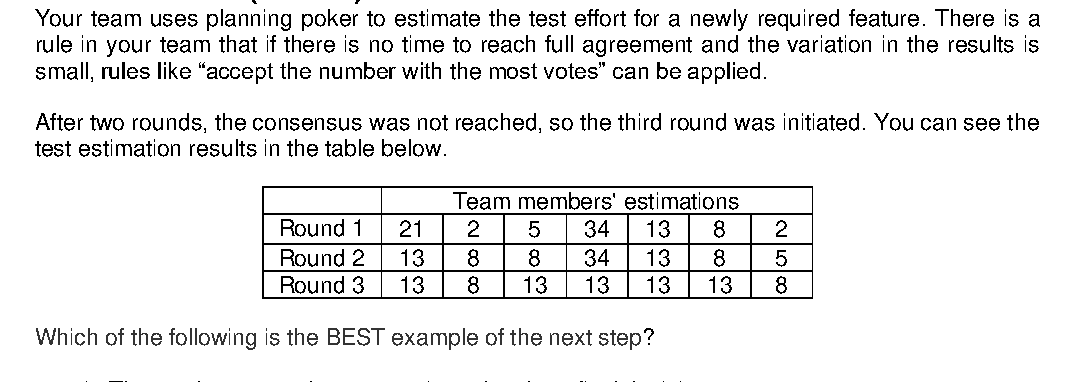 Your team uses planning poker to estimate the test effort for a newly required feature. There is a
rule in your team that if there is no time to reach full agreement and the variation in the results is
small, rules like “accept the number with the most votes” can be applied.
After two rounds, the consensus was not reached, so the third round was initiated. You can see the
test estimation results in the table below.
Team members' estimations
Round 1 21 2 5 34 13 8 2
Round 2 13 8 8 34 13 8 5
Round 3 13 8 13 13 13 13 8
Which of the following is the BEST example of the next step?